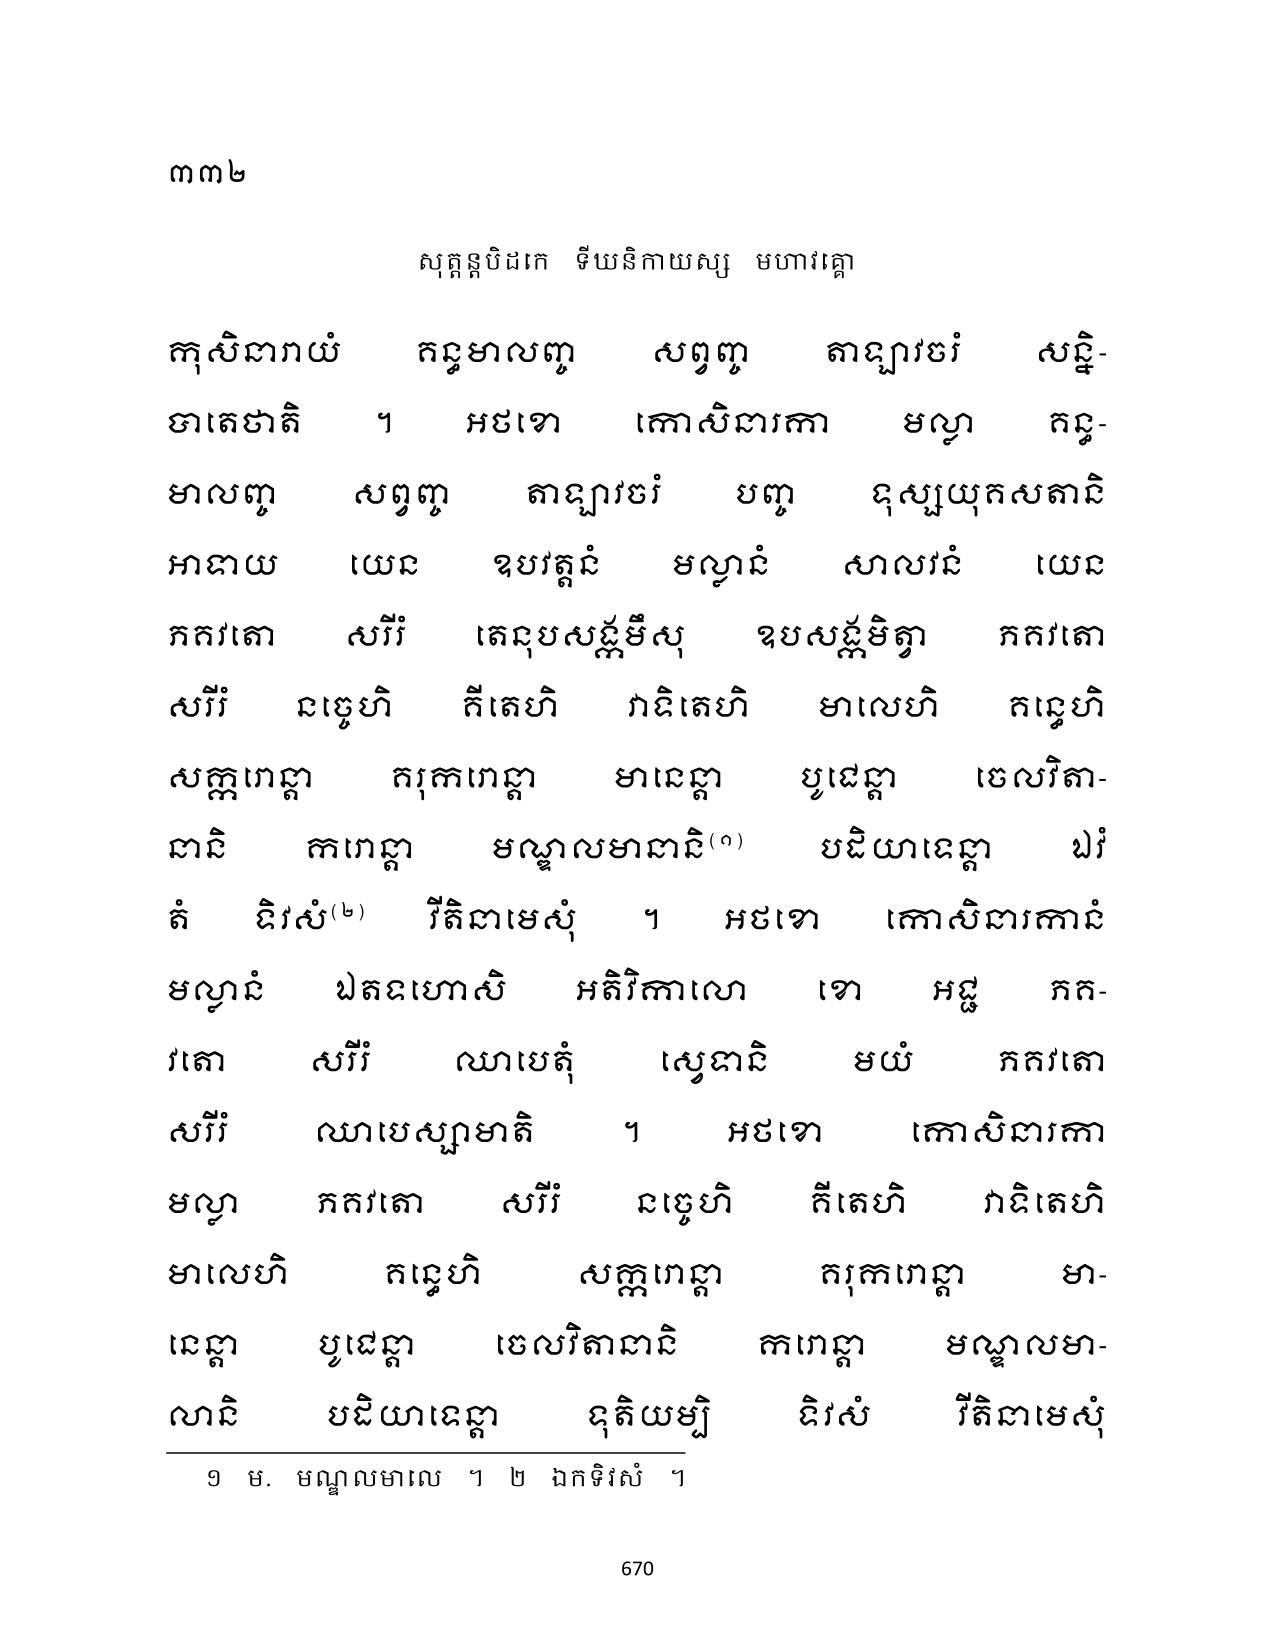 ៣៣២
សុត្តន្តបិដកេ ទីឃនិកាយស្ស មហាវគ្គោ
កុសិនារាយំ គន្ធមាលញ្ច សព្វញ្ច តាឡាវចរំ សន្និ-
បាតេថាតិ ។ អថខោ កោសិនារកា មល្លា គន្ធ-
មាលញ្ច សព្វញ្ច តាឡាវចរំ បញ្ច ទុស្សយុគសតានិ
អាទាយ យេន ឧបវត្តនំ មល្លានំ សាលវនំ យេន
ភគវតោ សរីរំ តេនុបសង្កមឹសុ ឧបសង្កមិត្វា ភគវតោ
សរីរំ នច្ចេហិ គីតេហិ វាទិតេហិ មាលេហិ គន្ធេហិ
សក្ករោន្តា គរុករោន្តា មានេន្តា បូជេន្តា ចេលវិតា-
នានិ ករោន្តា មណ្ឌលមានានិ(១) បដិយាទេន្តា ឯវំ
តំ ទិវសំ(២) វីតិនាមេសុំ ។ អថខោ កោសិនារកានំ
មល្លានំ ឯតទហោសិ អតិវិកាលោ ខោ អជ្ជ ភគ-
វតោ សរីរំ ឈាបេតុំ ស្វេទានិ មយំ ភគវតោ
សរីរំ ឈាបេស្សាមាតិ ។ អថខោ កោសិនារកា
មល្លា ភគវតោ សរីរំ នច្ចេហិ គីតេហិ វាទិតេហិ
មាលេហិ គន្ធេហិ សក្ករោន្តា គរុករោន្តា មា-
នេន្តា បូជេន្តា ចេលវិតានានិ ករោន្តា មណ្ឌលមា-
លានិ បដិយាទេន្តា ទុតិយម្បិ ទិវសំ វីតិនាមេសុំ
១ ម. មណ្ឌលមាលេ ។ ២ ឯកទិវសំ ។
670